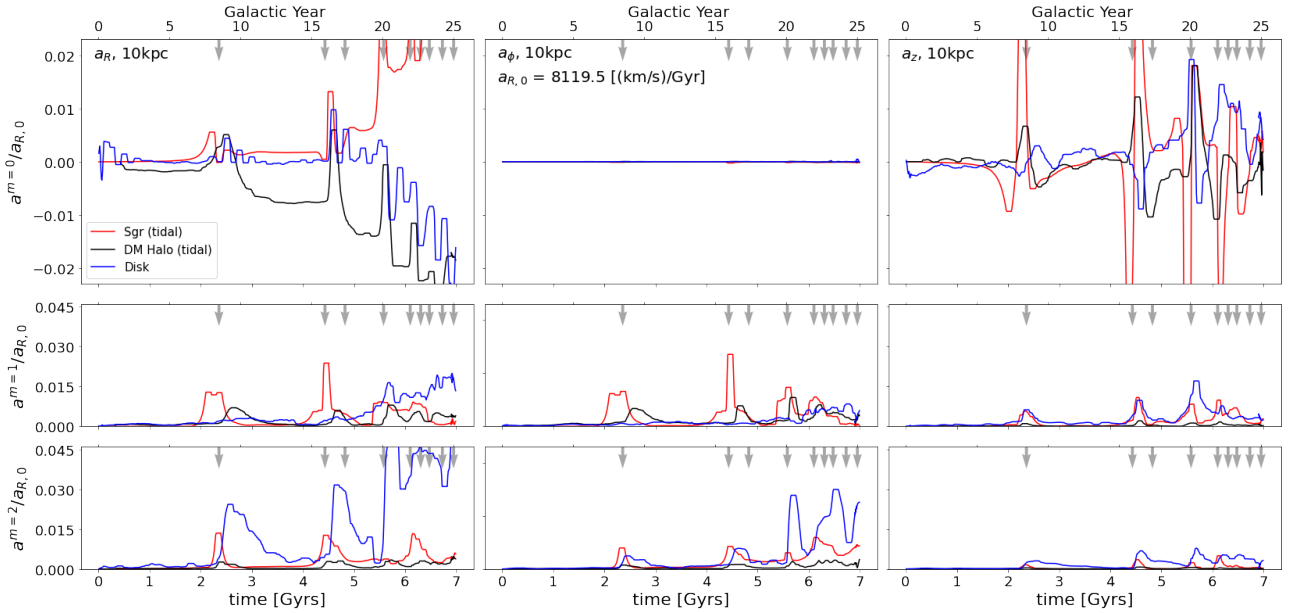 Galactic Year Galactic Year Galactic Year
0 5 10 15 20 25 0 5 10 15 20 25 0 5 10 15 20 25
a_R, 10kpc a_ϕ, 10kpc a_z, 10kpc
a_{R,0} = 8119.5 [(km/s)/Gyr]
a^{m=0}/a_{R,0}
0.02
0.01
0.00
−0.01
−0.02
Sgr (tidal)
DM Halo (tidal)
Disk
a^{m=1}/a_{R,0}
0.045
0.030
0.015
0.000
a^{m=2}/a_{R,0}
0.045
0.030
0.015
0.000
0 1 2 3 4 5 6 7 0 1 2 3 4 5 6 7 0 1 2 3 4 5 6 7
time [Gyrs] time [Gyrs] time [Gyrs]